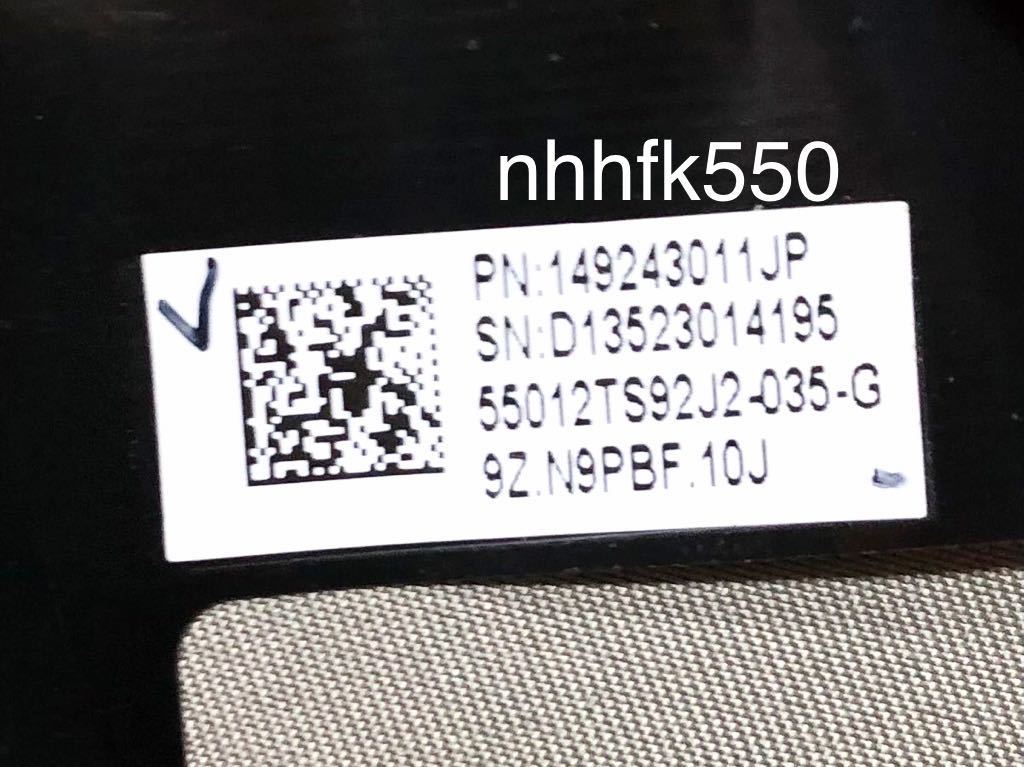 nhhfk550
PN:149243011JP
SN:D13523014195
55012TS92J2-035-G
9Z.N9PBF.10J